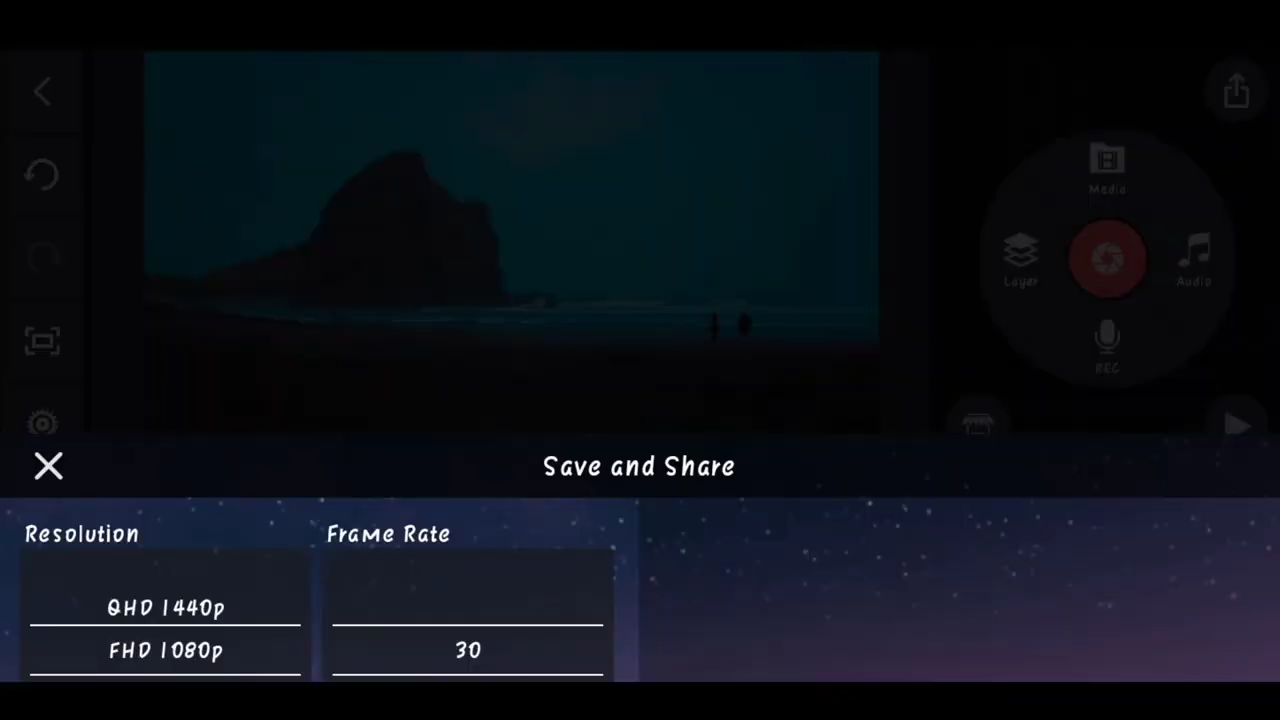 Media
Layer
Audio
REC
Save and Share
Resolution
Frame Rate
QHD 1440p
FHD 1080p
30